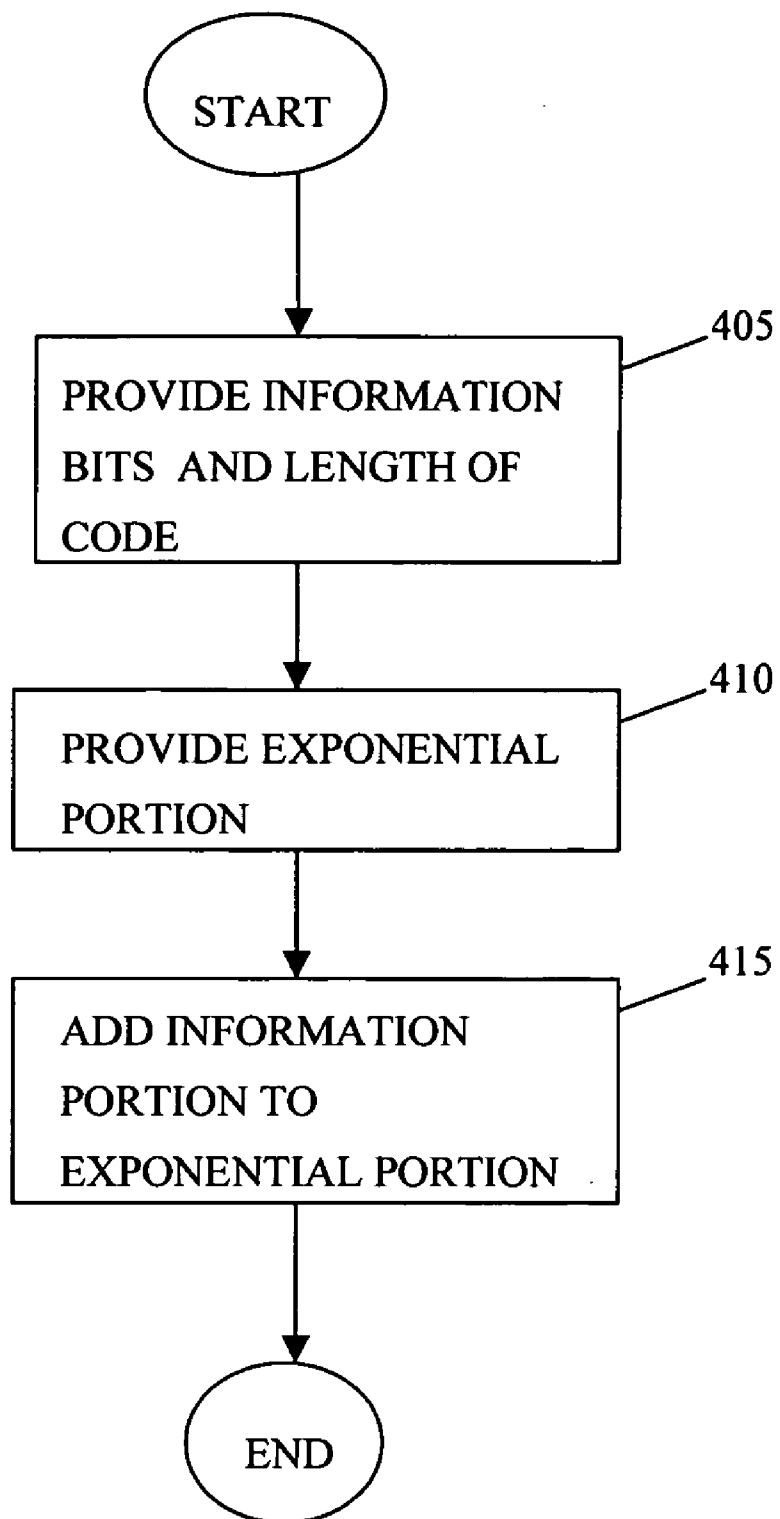 START
405
PROVIDE INFORMATION
BITS AND LENGTH OF
CODE
410
PROVIDE EXPONENTIAL
PORTION
415
ADD INFORMATION
PORTION TO
EXPONENTIAL PORTION
END